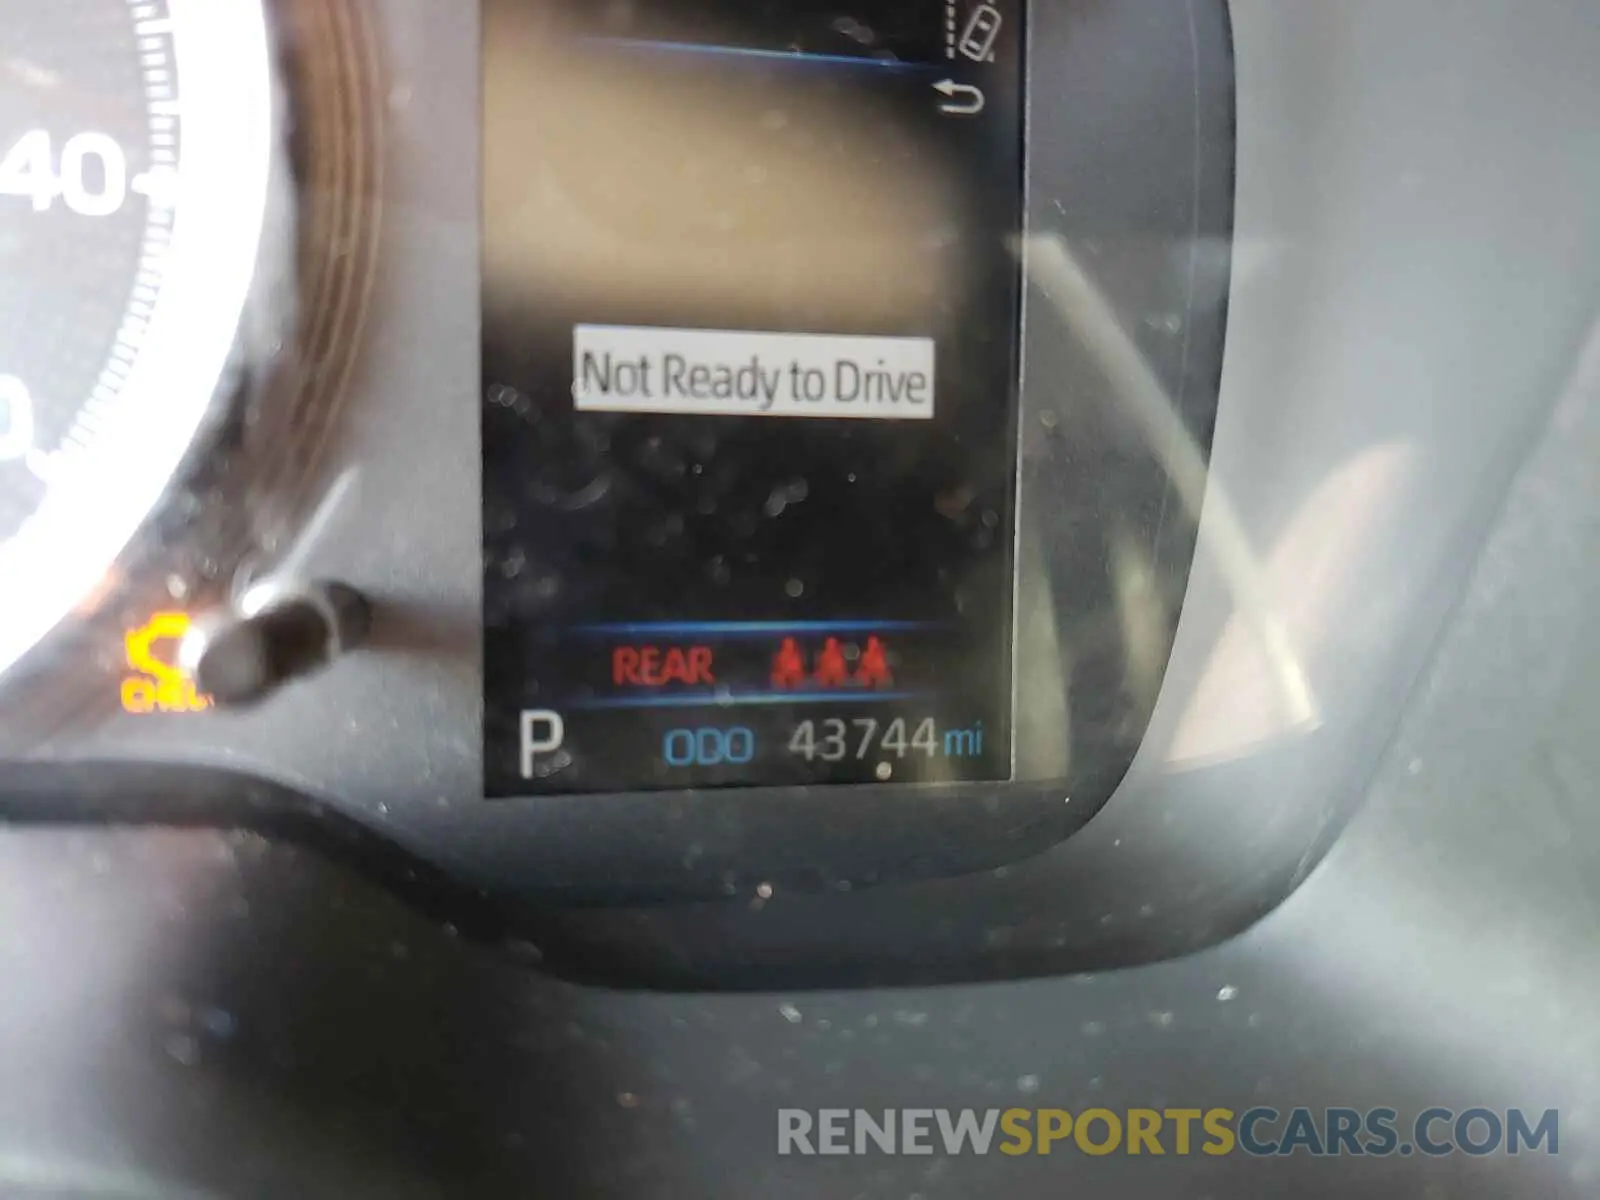 40
Not Ready to Drive
REAR
P ODO 43744 mi
RENEWSPORTSCARS.COM